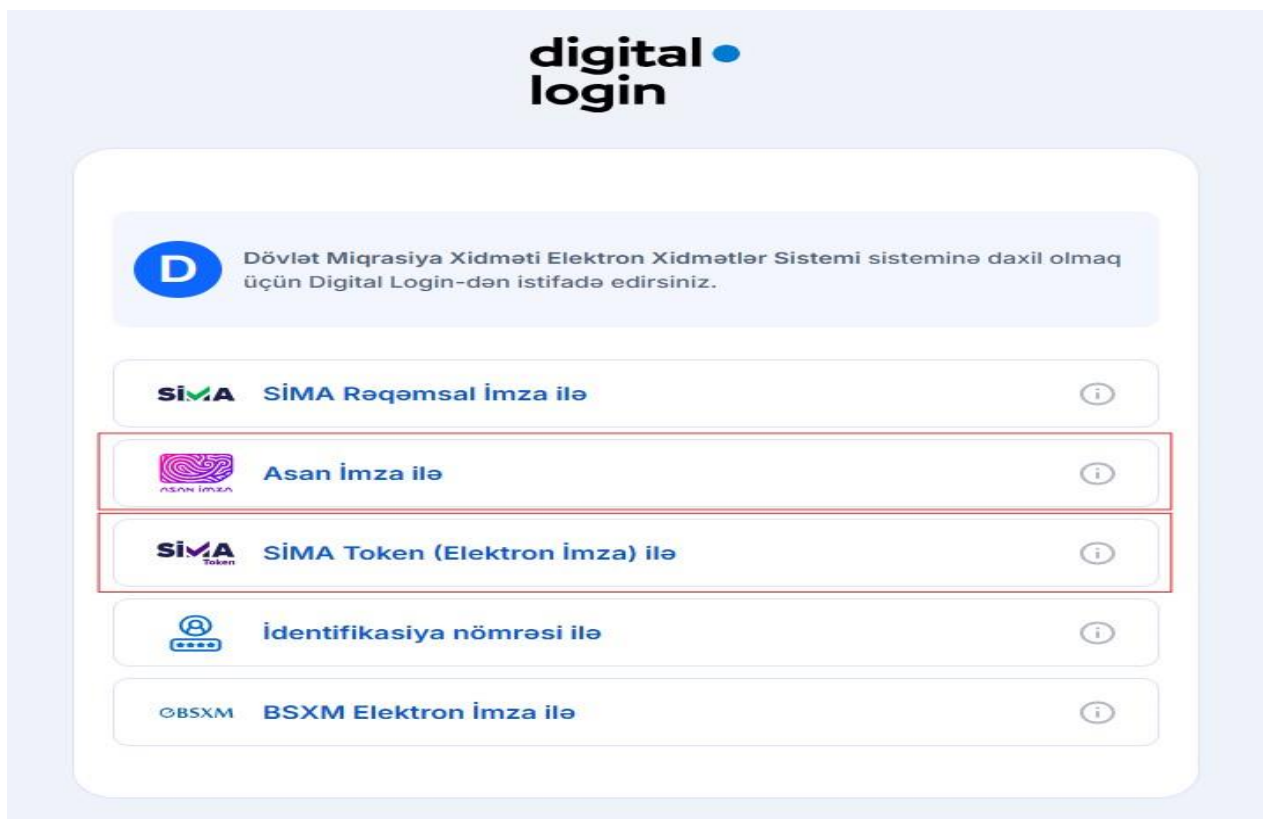 digital
login
D
Dövlət Miqrasiya Xidməti Elektron Xidmətlər Sistemi sisteminə daxil olmaq
üçün Digital Login-dən istifadə edirsiniz.
SİMA SİMA Rəqəmsal İmza ilə
ASAN İMZA Asan İmza ilə
SİMA Token SİMA Token (Elektron İmza) ilə
İdentifikasiya nömrəsi ilə
BSXM BSXM Elektron İmza ilə